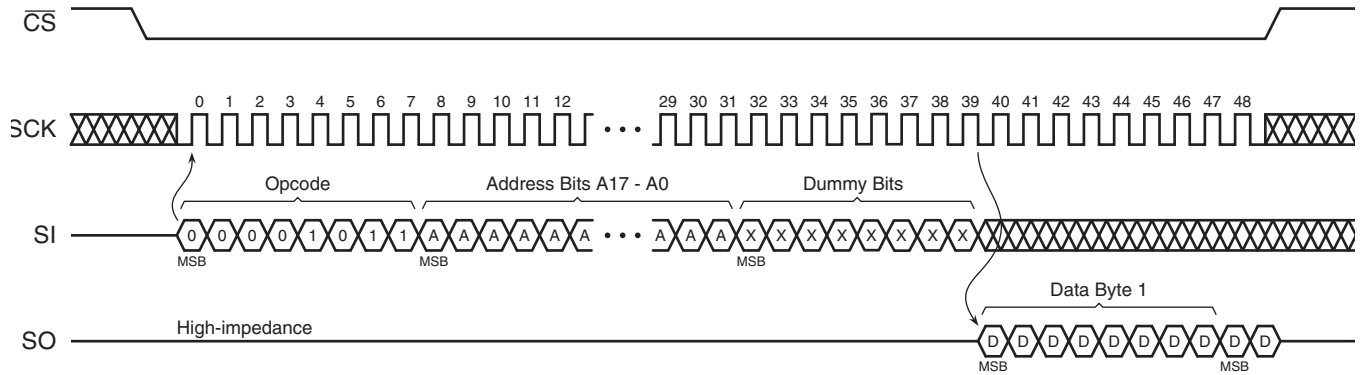 CS
0 1 2 3 4 5 6 7 8 9 10 11 12 29 30 31 32 33 34 35 36 37 38 39 40 41 42 43 44 45 46 47 48
SCK
Opcode Address Bits A17 - A0 Dummy Bits
SI 0 0 0 0 1 0 1 1 A A A A A A A A A X X X X X X X X
MSB MSB MSB
Data Byte 1
High-impedance
SO D D D D D D D D D D
MSB MSB